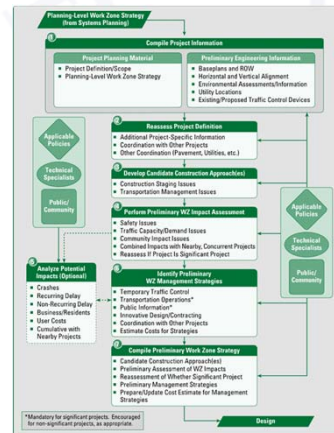 Planning-Level Work Zone Strategy
(from Systems Planning)
Compile Project Information
Project Planning Material
• Project Definition/Scope
• Planning-Level Work Zone Strategy
Preliminary Engineering Information
• Baseplans and ROW
• Horizontal and Vertical Alignment
• Environmental Assessments/Information
• Utility Locations
• Existing/Proposed Traffic Control Devices
Applicable
Policies
Technical
Specialists
Public/
Community
Reassess Project Definition
• Additional Project-Specific Information
• Coordination with Other Projects
• Other Coordination (Pavement, Utilities, etc.)
Develop Candidate Construction Approach(es)
• Construction Staging Issues
• Transportation Management Issues
Perform Preliminary WZ Impact Assessment
• Safety Issues
• Traffic Capacity/Demand Issues
• Community Impact Issues
• Combined Impacts with Nearby, Concurrent Projects
• Reassess If Project Is Significant Project
Applicable
Policies
Technical
Specialists
Public/
Community
Analyze Potential
Impacts (Optional)
• Crashes
• Recurring Delay
• Non-Recurring Delay
• Business/Residents
• User Costs
• Cumulative with
Nearby Projects
Identify Preliminary
WZ Management Strategies
• Temporary Traffic Control
• Transportation Operations*
• Public Information*
• Innovative Design/Contracting
• Coordination with Other Projects
• Estimate Costs for Strategies
Compile Preliminary Work Zone Strategy
• Candidate Construction Approach(es)
• Preliminary Assessment of WZ Impacts
• Reassessment of Whether Significant Project
• Preliminary Management Strategies
• Prepare/Update Cost Estimate for Management
Strategies
*Mandatory for significant projects. Encouraged
for non-significant projects, as appropriate.
Design